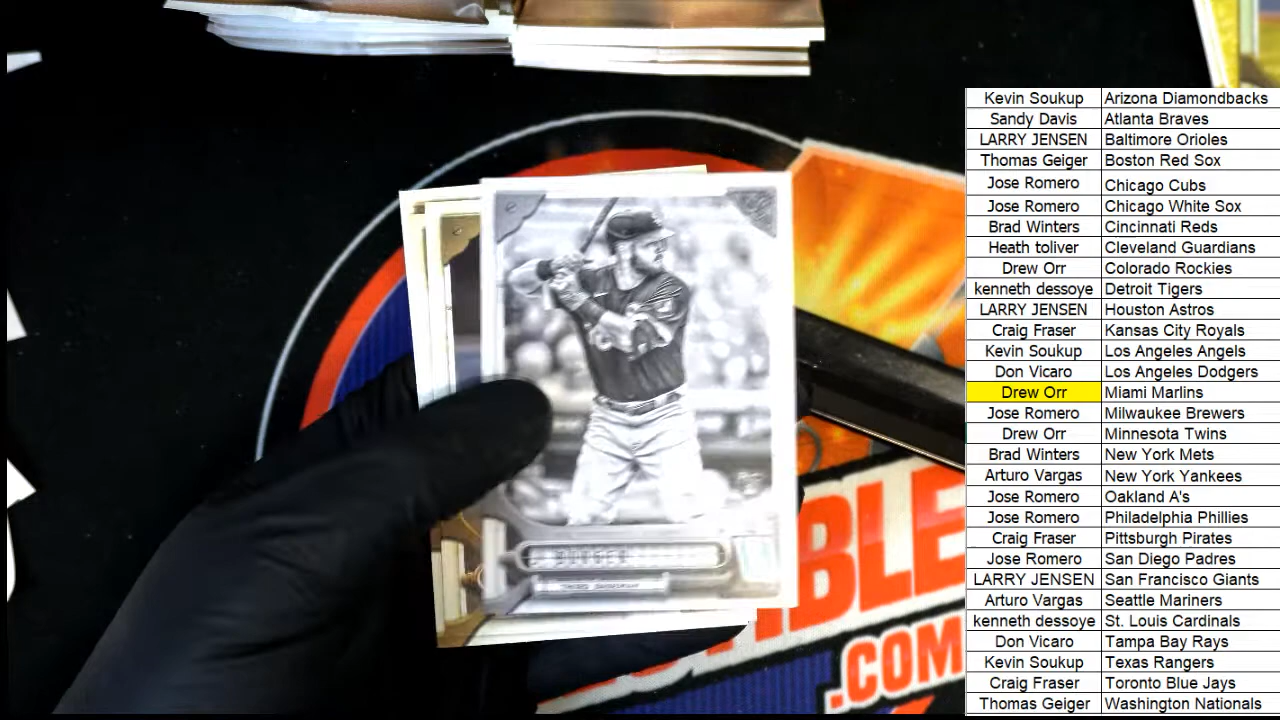 Kevin Soukup Arizona Diamondbacks
Sandy Davis Atlanta Braves
LARRY JENSEN Baltimore Orioles
Thomas Geiger Boston Red Sox
Jose Romero Chicago Cubs
Jose Romero Chicago White Sox
Brad Winters Cincinnati Reds
Heath toliver Cleveland Guardians
Drew Orr Colorado Rockies
kenneth dessoye Detroit Tigers
LARRY JENSEN Houston Astros
Craig Fraser Kansas City Royals
Kevin Soukup Los Angeles Angels
Don Vicaro Los Angeles Dodgers
Drew Orr Miami Marlins
Jose Romero Milwaukee Brewers
Drew Orr Minnesota Twins
Brad Winters New York Mets
Arturo Vargas New York Yankees
Jose Romero Oakland A's
Jose Romero Philadelphia Phillies
Craig Fraser Pittsburgh Pirates
Jose Romero San Diego Padres
LARRY JENSEN San Francisco Giants
Arturo Vargas Seattle Mariners
kenneth dessoye St. Louis Cardinals
Don Vicaro Tampa Bay Rays
Kevin Soukup Texas Rangers
Craig Fraser Toronto Blue Jays
Thomas Geiger Washington Nationals
BLE
.COM